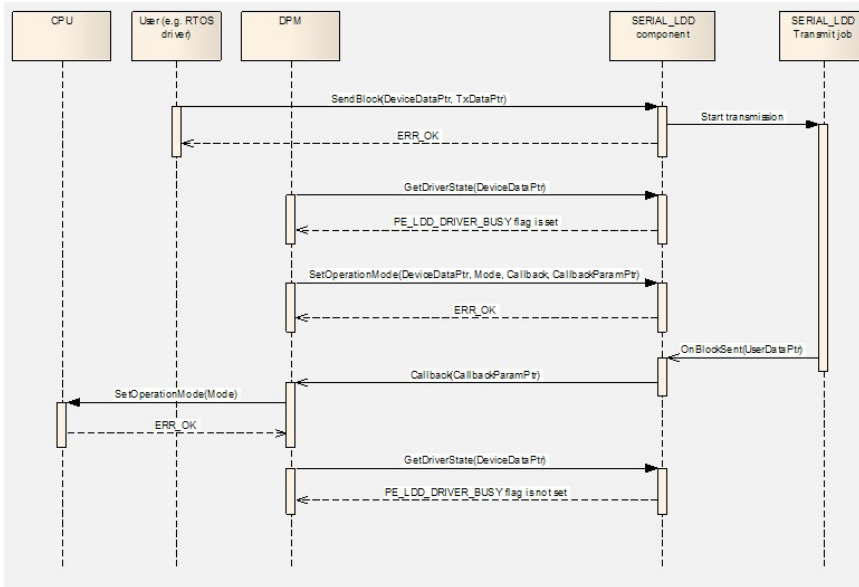 CPU
User (e.g. RTOS
driver)
DPM
SERIAL_LDD
component
SERIAL_LDD
Transmit job
SendBlock(DeviceDataPtr, TxDataPtr)
Start transmission
ERR_OK
GetDriverState(DeviceDataPtr)
PE_LDD_DRIVER_BUSY flag is set
SetOperationMode(DeviceDataPtr, Mode, Callback, CallbackParamPtr)
ERR_OK
OnBlockSent(UserDataPtr)
Callback(CallbackParamPtr)
SetOperationMode(Mode)
ERR_OK
GetDriverState(DeviceDataPtr)
PE_LDD_DRIVER_BUSY flag is not set